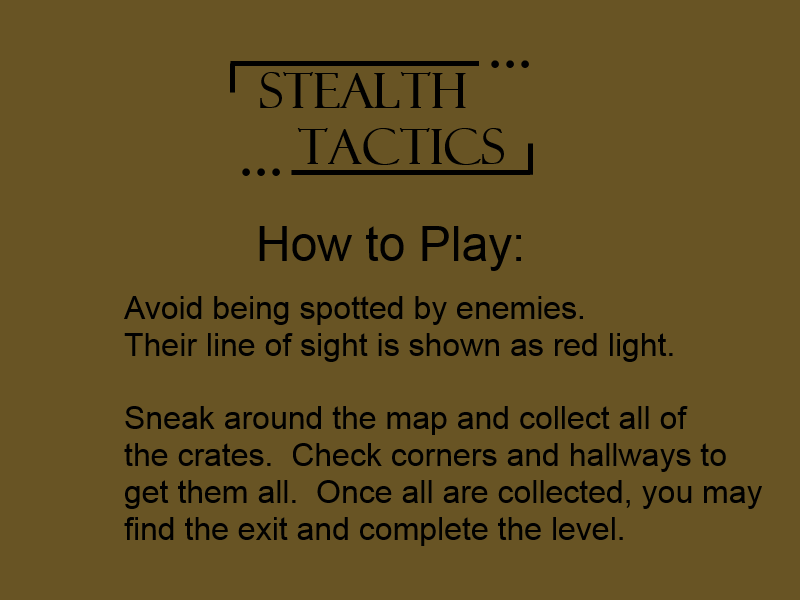 STEALTH
TACTICS
How to Play:
Avoid being spotted by enemies.
Their line of sight is shown as red light.
Sneak around the map and collect all of
the crates.  Check corners and hallways to
get them all.  Once all are collected, you may
find the exit and complete the level.